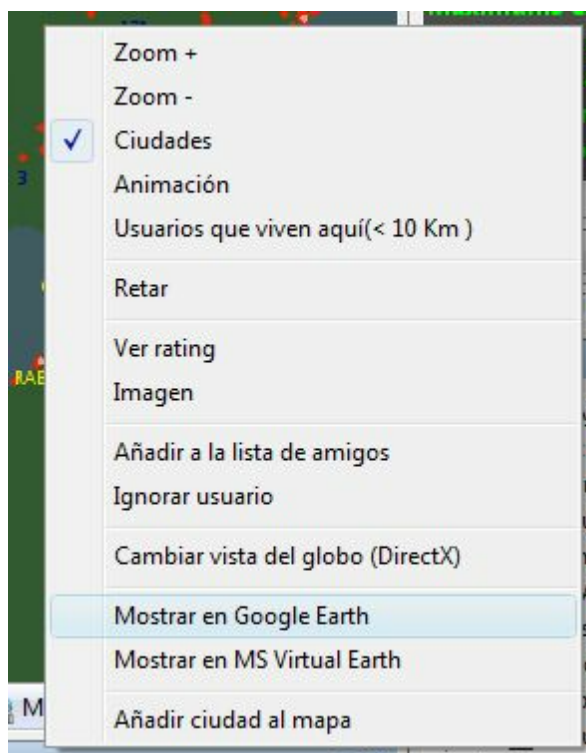 Zoom +
Zoom -
Ciudades
Animación
Usuarios que viven aquí(< 10 Km )
Retar
Ver rating
Imagen
Añadir a la lista de amigos
Ignorar usuario
Cambiar vista del globo (DirectX)
Mostrar en Google Earth
Mostrar en MS Virtual Earth
Añadir ciudad al mapa
3
RAE
M